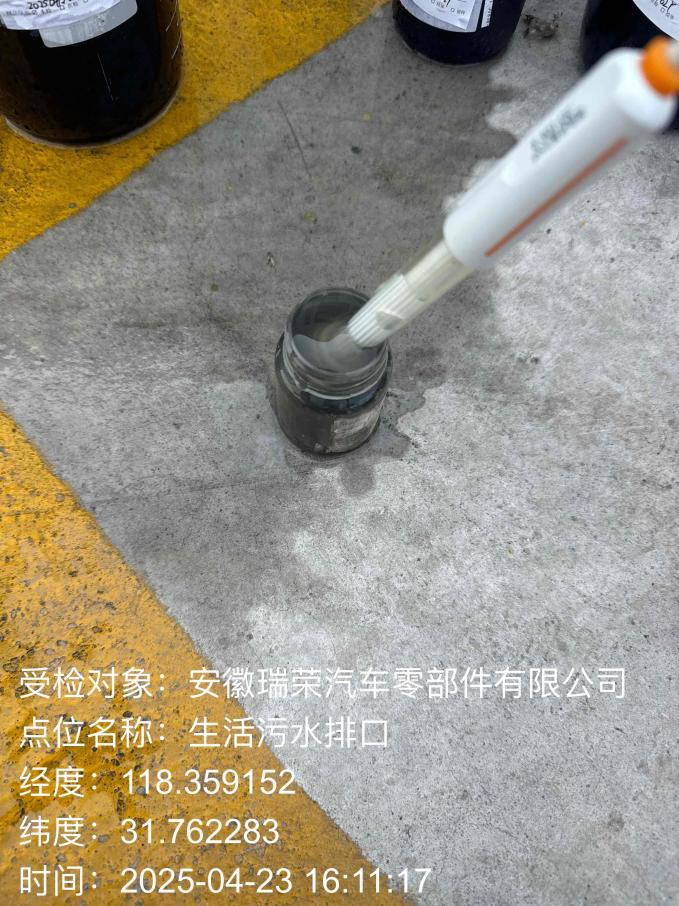 受检对象：安徽瑞荣汽车零部件有限公司
点位名称：生活污水排口
经度：118.359152
纬度：31.762283
时间：2025-04-23 16:11:17